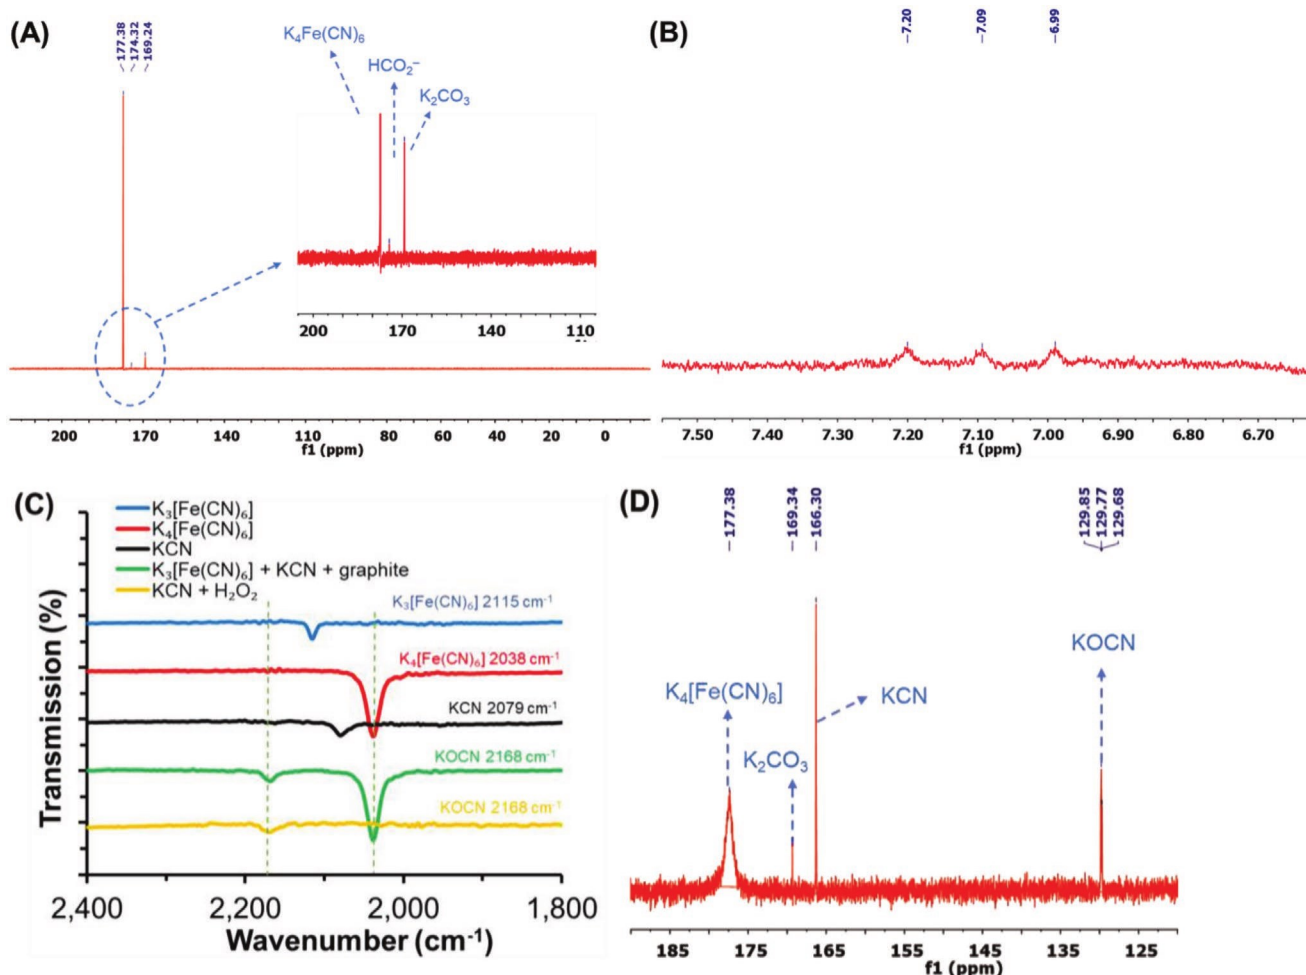 (A)
177.38
174.32
169.24
K₄Fe(CN)₆
HCO₂⁻
K₂CO₃
200 170 140 110
200 170 140 110 80 60 40 20 0
f1 (ppm)
(B)
7.20 7.09 6.99
7.50 7.40 7.30 7.20 7.10 7.00 6.90 6.80 6.70
f1 (ppm)
(C)
K₃[Fe(CN)₆]
K₄[Fe(CN)₆]
KCN
K₃[Fe(CN)₆] + KCN + graphite
KCN + H₂O₂
K₃[Fe(CN)₆] 2115 cm⁻¹
K₄[Fe(CN)₆] 2038 cm⁻¹
KCN 2079 cm⁻¹
KOCN 2168 cm⁻¹
KOCN 2168 cm⁻¹
Transmission (%)
2,400 2,200 2,000 1,800
Wavenumber (cm⁻¹)
(D)
177.38
169.34
166.30
129.85
129.77
129.68
K₄[Fe(CN)₆]
K₂CO₃
KCN
KOCN
185 175 165 155 145 135 125
f1 (ppm)